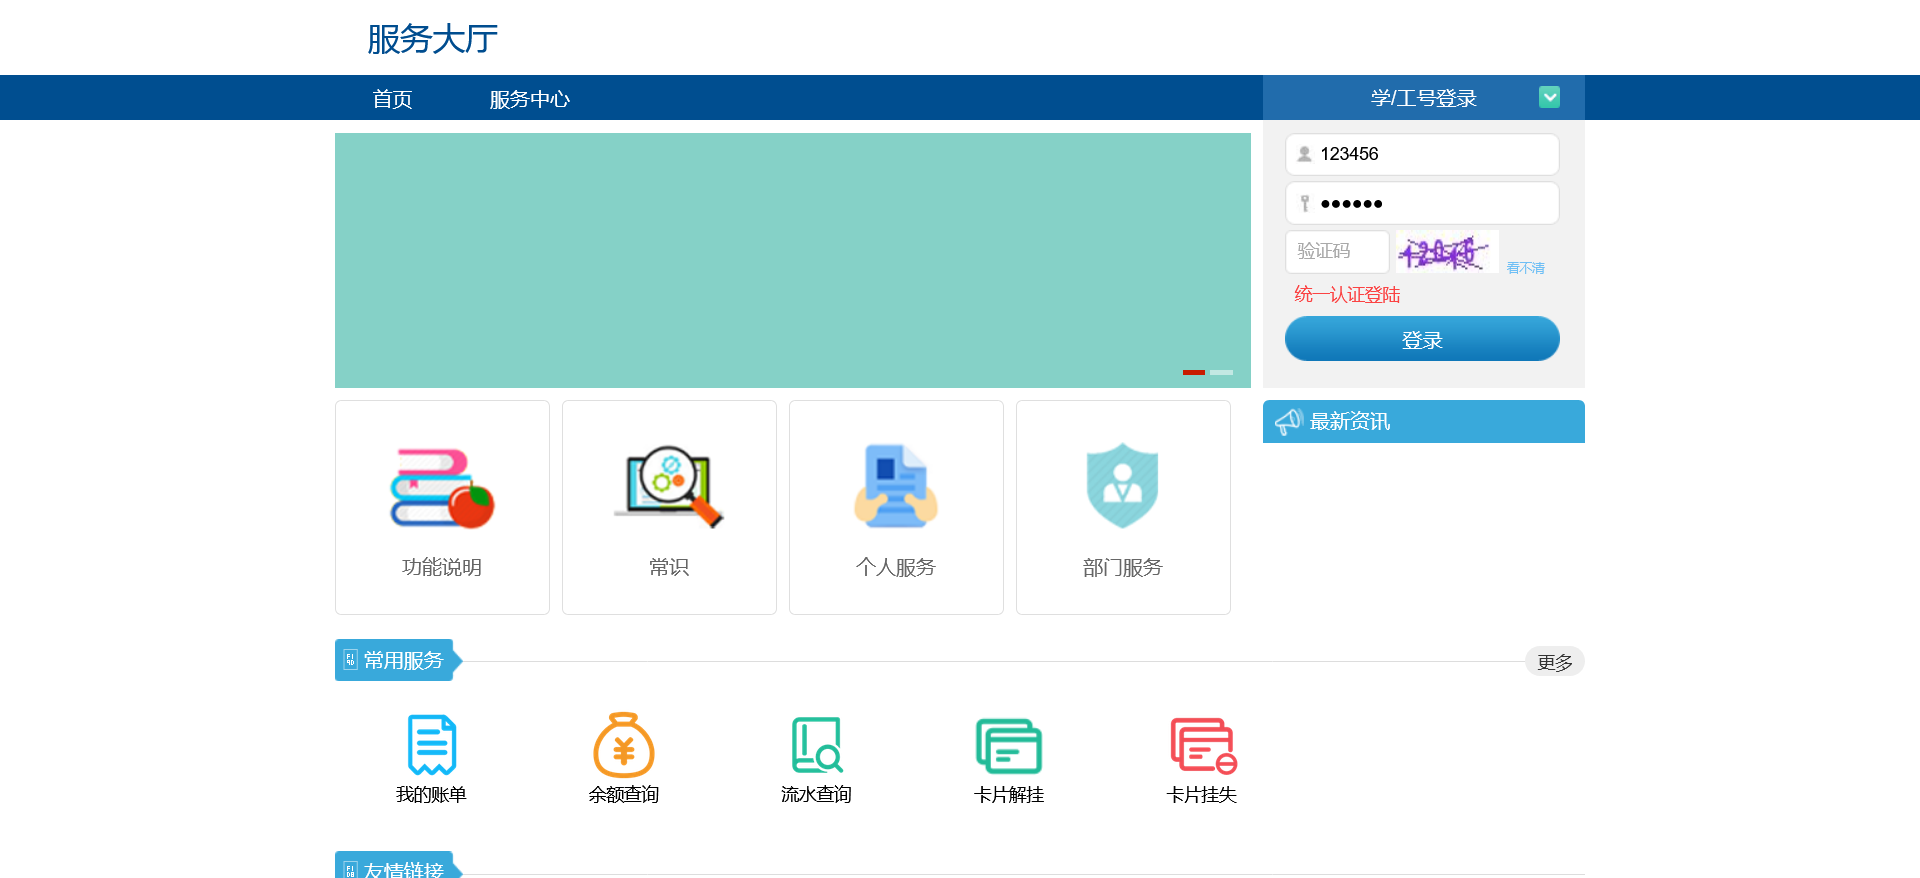 服务大厅
首页
服务中心
学/工号登录
123456
••••••
验证码
看不清
统一认证登陆
登录
最新资讯
功能说明
常识
个人服务
部门服务
常用服务
更多
我的账单
余额查询
流水查询
卡片解挂
卡片挂失
友情链接